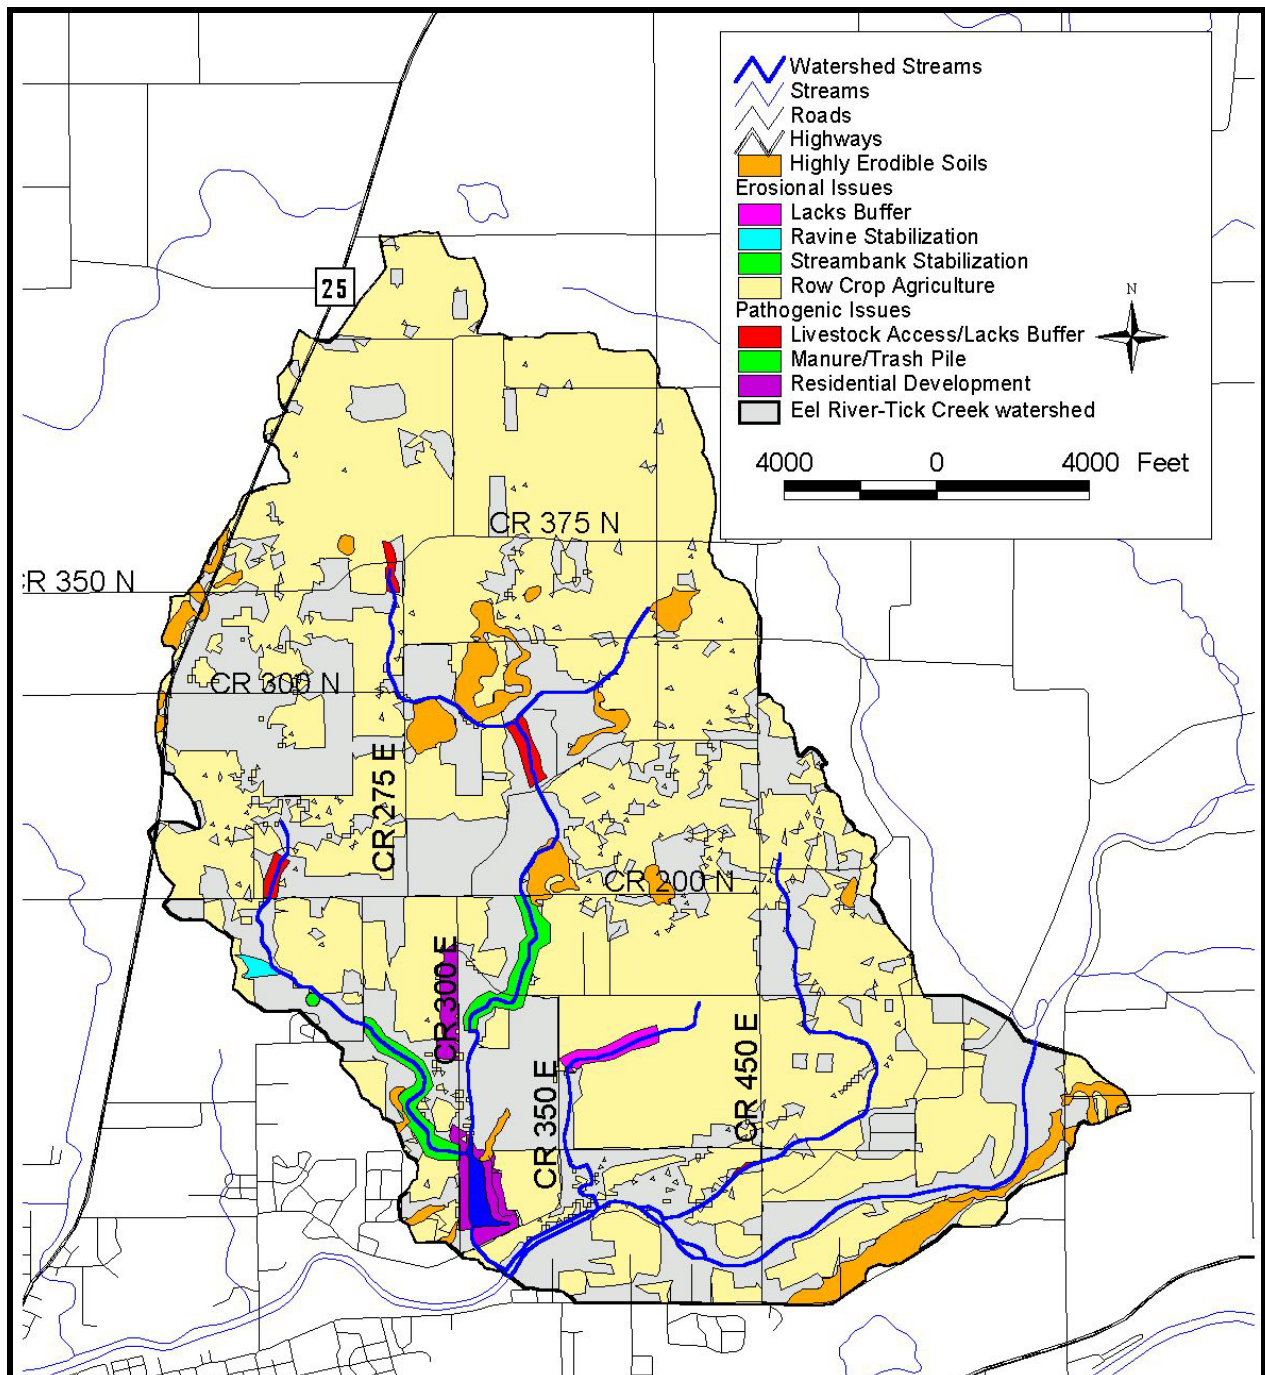 Watershed Streams
Streams
Roads
Highways
Highly Erodible Soils
Erosional Issues
Lacks Buffer
Ravine Stabilization
Streambank Stabilization
Row Crop Agriculture
Pathogenic Issues
Livestock Access/Lacks Buffer
Manure/Trash Pile
Residential Development
Eel River-Tick Creek watershed
N
4000 0 4000 Feet
25
CR 375 N
CR 350 N
CR 300 N
CR 275 E
CR 200 N
CR 300 E
CR 350 E
CR 450 E